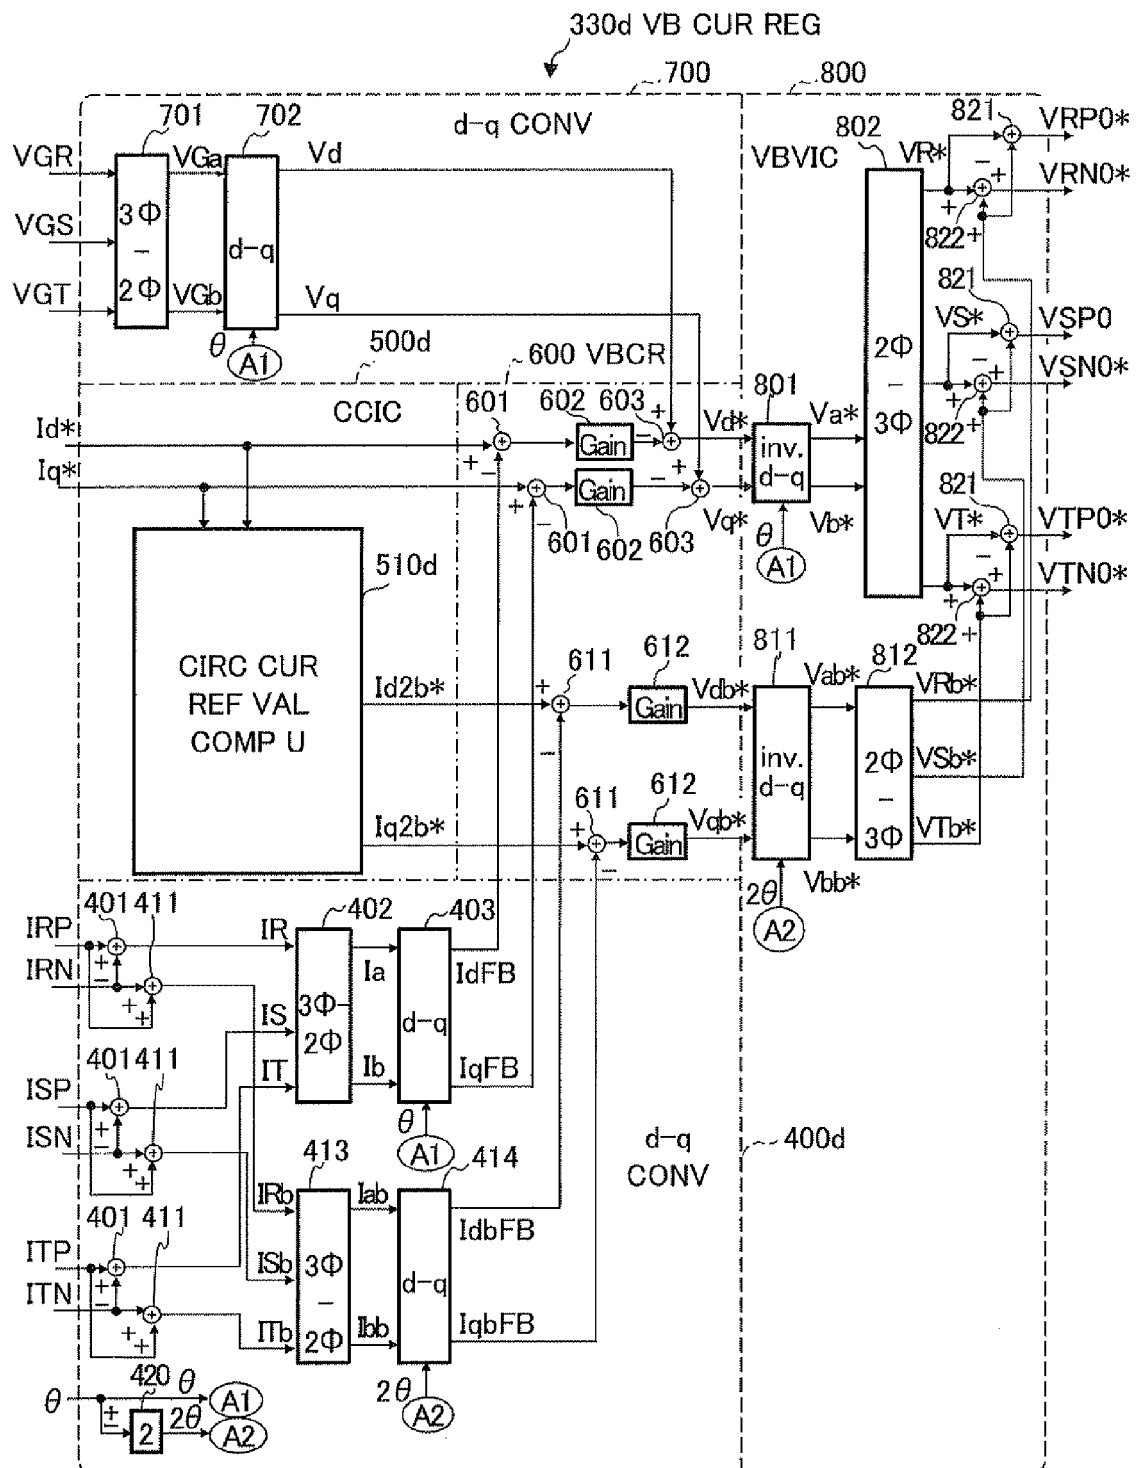 330d VB CUR REG
700
800
701
702
d-q CONV
802
821
VRP0*
VGR
VGa
Vd
VBVIC
VR*
VRN0*
3Φ
-
2Φ
d-q
VGS
822
VGT
VGb
Vq
821
VS*
VSP0
θ
A1
500d
600 VBCR
2Φ
-
3Φ
VSN0*
CCIC
601
602
603
801
Vd*
Va*
822
Id*
Gain
inv.
d-q
Iq*
Gain
821
601
602
603
Vq*
θ
Vb*
VT*
VTP0*
A1
510d
VTN0*
822
CIRC CUR
REF VAL
COMP U
611
612
811
812
Id2b*
Vdb*
Vab*
VRb*
Gain
inv.
d-q
2Φ
-
3Φ
VSb*
611
612
Iq2b*
Vqb*
VTb*
Gain
Vbb*
2θ
A2
401
411
402
403
IRP
IR
Ia
IdFB
IRN
3Φ-
2Φ
d-q
IS
401
411
IT
Ib
IqFB
ISP
θ
ISN
A1
d-q
CONV
400d
413
414
IRb
Iab
IdbFB
401
411
ITP
ISb
3Φ
-
2Φ
d-q
ITN
ITb
Ibb
IqbFB
420
2θ
A2
θ
θ
A1
2
2θ
A2
+
-
±